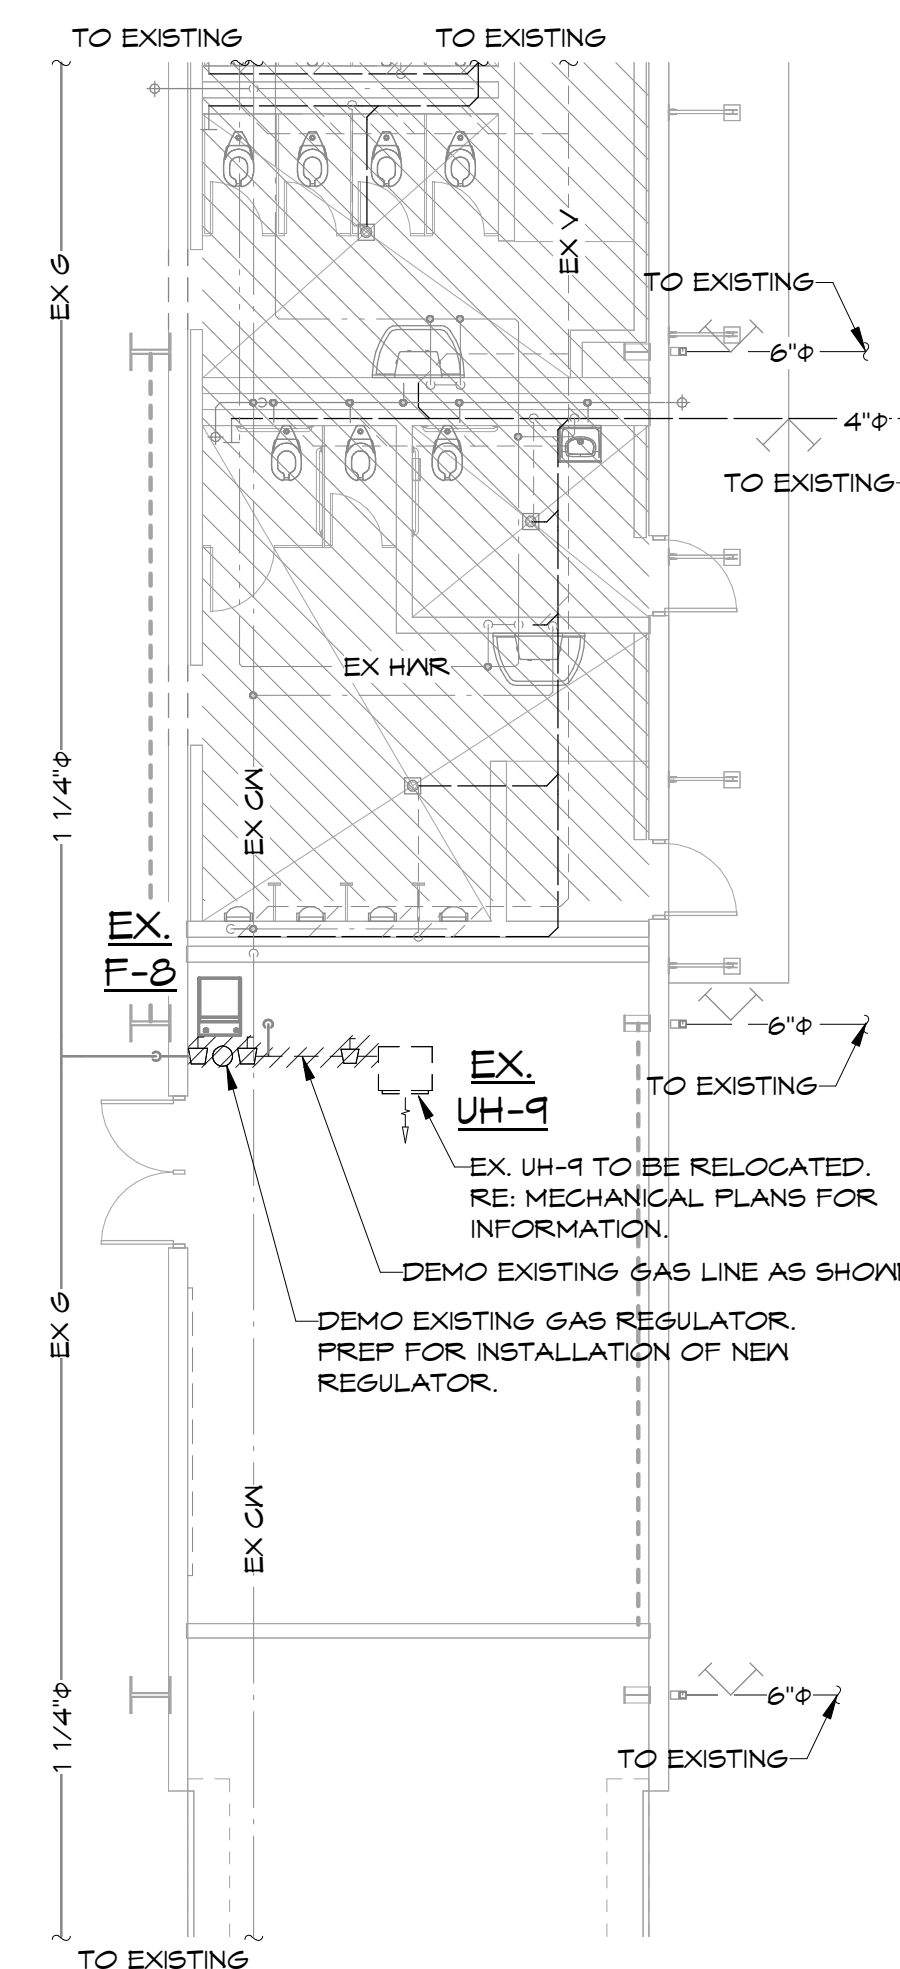 TO EXISTING
TO EXISTING
EX G
EX V
TO EXISTING
6"Φ
4"Φ
TO EXISTING
EX HWR
1 1/4"Φ
EX CW
EX.
F-8
6"Φ
EX.
UH-9
TO EXISTING
EX. UH-9 TO BE RELOCATED.
RE: MECHANICAL PLANS FOR
INFORMATION.
DEMO EXISTING GAS LINE AS SHOWN
EX G
DEMO EXISTING GAS REGULATOR.
PREP FOR INSTALLATION OF NEW
REGULATOR.
EX CW
1 1/4"Φ
6"Φ
TO EXISTING
TO EXISTING